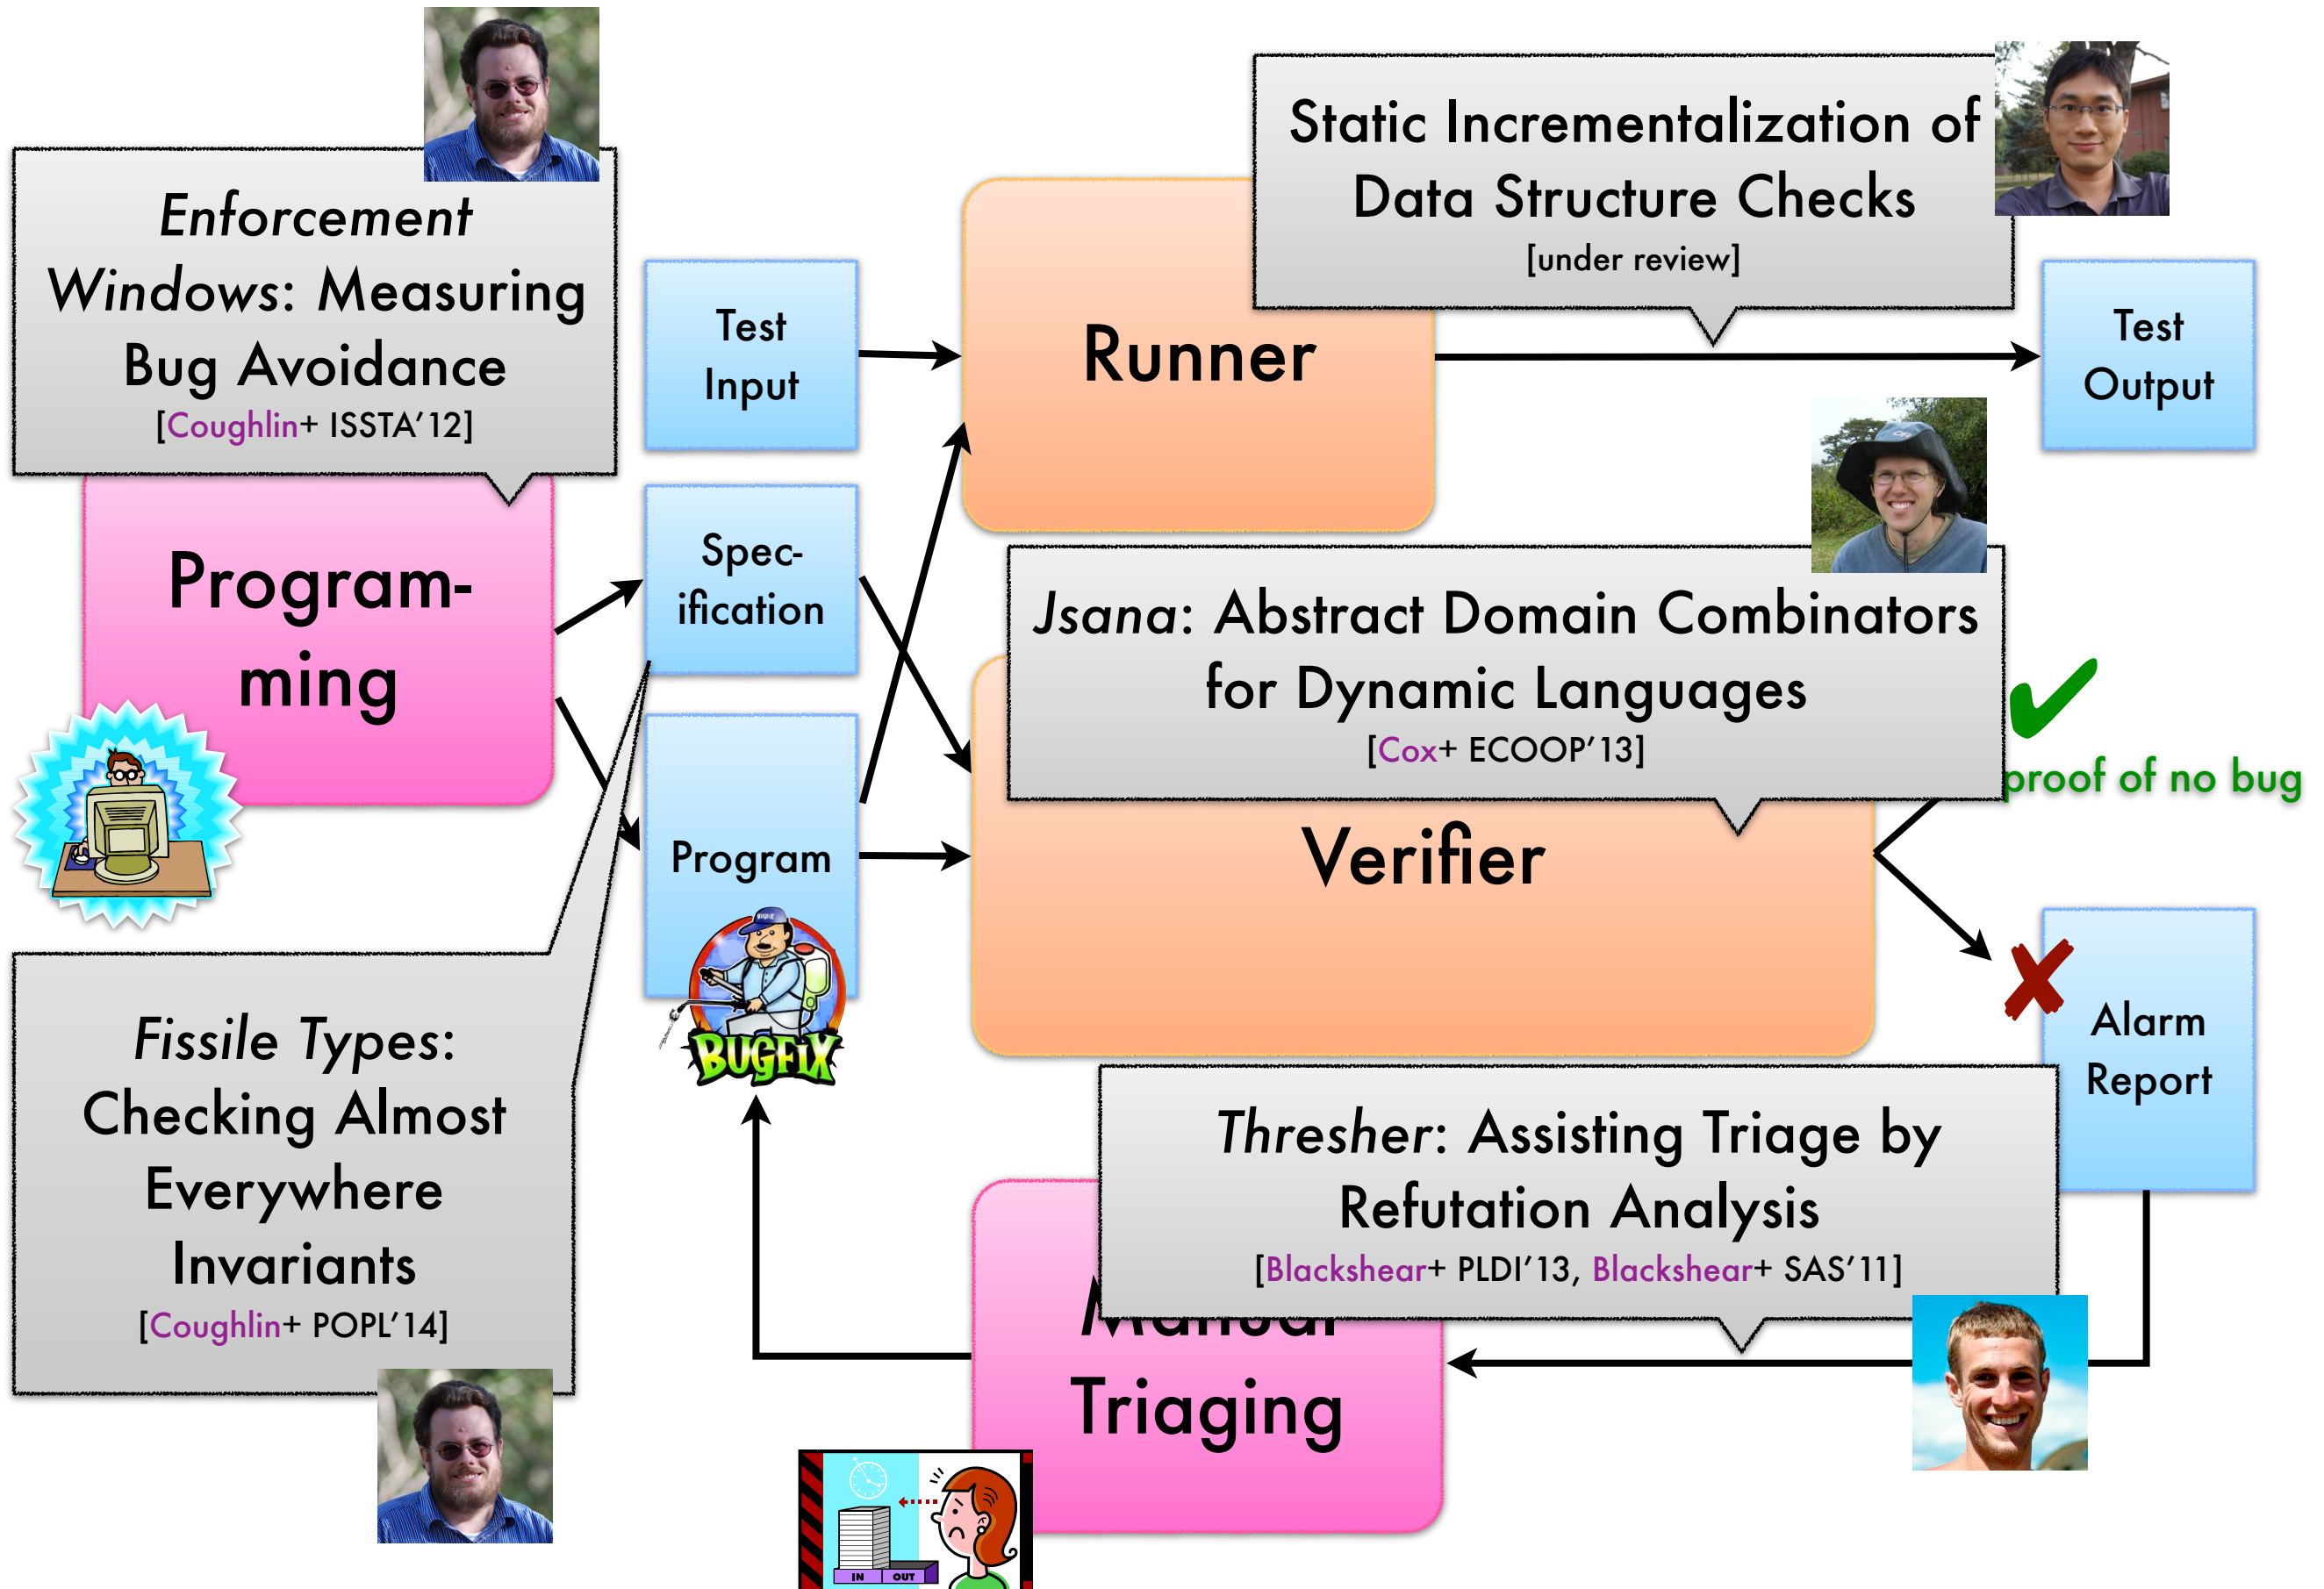 Enforcement
Windows: Measuring
Bug Avoidance
[Coughlin+ ISSTA'12]
Static Incrementalization of
Data Structure Checks
[under review]
Test
Input
Runner
Test
Output
Program-
ming
Spec-
ification
Jsana: Abstract Domain Combinators
for Dynamic Languages
[Cox+ ECOOP'13]
proof of no bug
Program
Verifier
BUGFIX
BUGFIX
Alarm
Report
Fissile Types:
Checking Almost
Everywhere
Invariants
[Coughlin+ POPL'14]
Thresher: Assisting Triage by
Refutation Analysis
[Blackshear+ PLDI'13, Blackshear+ SAS'11]
Manual
Triaging
IN
OUT